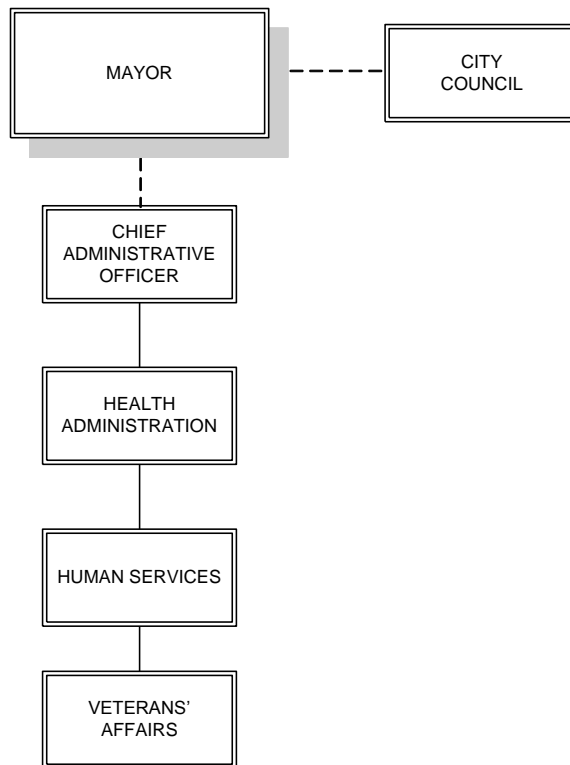 MAYOR
CITY
COUNCIL
CHIEF
ADMINISTRATIVE
OFFICER
HEALTH
ADMINISTRATION
HUMAN SERVICES
VETERANS’
AFFAIRS